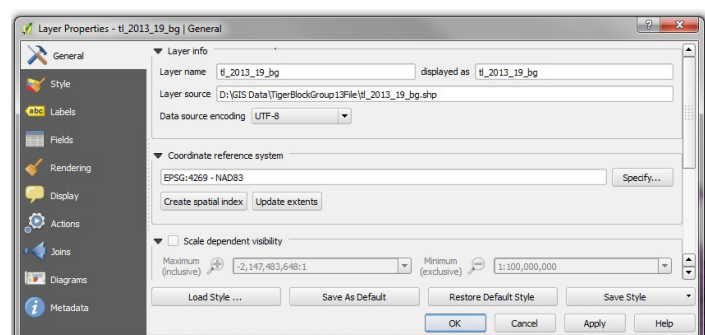 Layer Properties - tl_2013_19_bg | General
General
Style
abc Labels
Fields
Rendering
Display
Actions
Joins
Diagrams
Metadata
Layer info
Layer name tl_2013_19_bg displayed as tl_2013_19_bg
Layer source D:\GIS Data\TigerBlockGroup13File\tl_2013_19_bg.shp
Data source encoding UTF-8
Coordinate reference system
EPSG:4269 - NAD83 Specify...
Create spatial index Update extents
Scale dependent visibility
Maximum (inclusive) -2,147,483,648:1 Minimum (exclusive) 1:100,000,000
Load Style ... Save As Default Restore Default Style Save Style
OK Cancel Apply Help